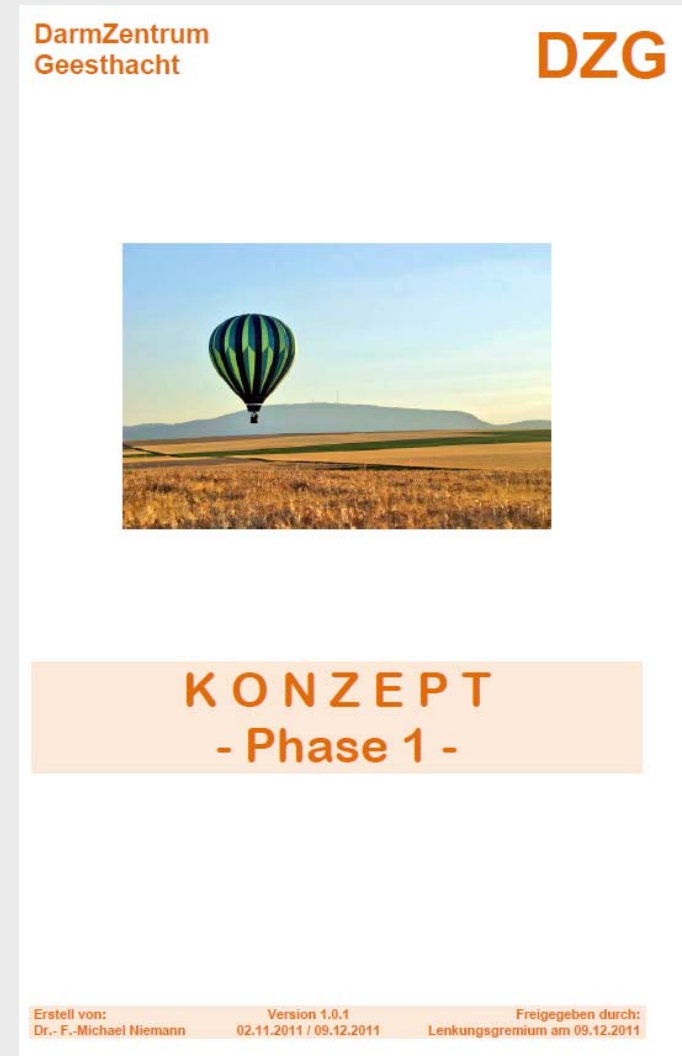 DarmZentrum
Geesthacht
DZG
K O N Z E P T
- Phase 1 -
Erstell von:
Dr.- F.-Michael Niemann
Version 1.0.1
02.11.2011 / 09.12.2011
Freigegeben durch:
Lenkungsgremium am 09.12.2011